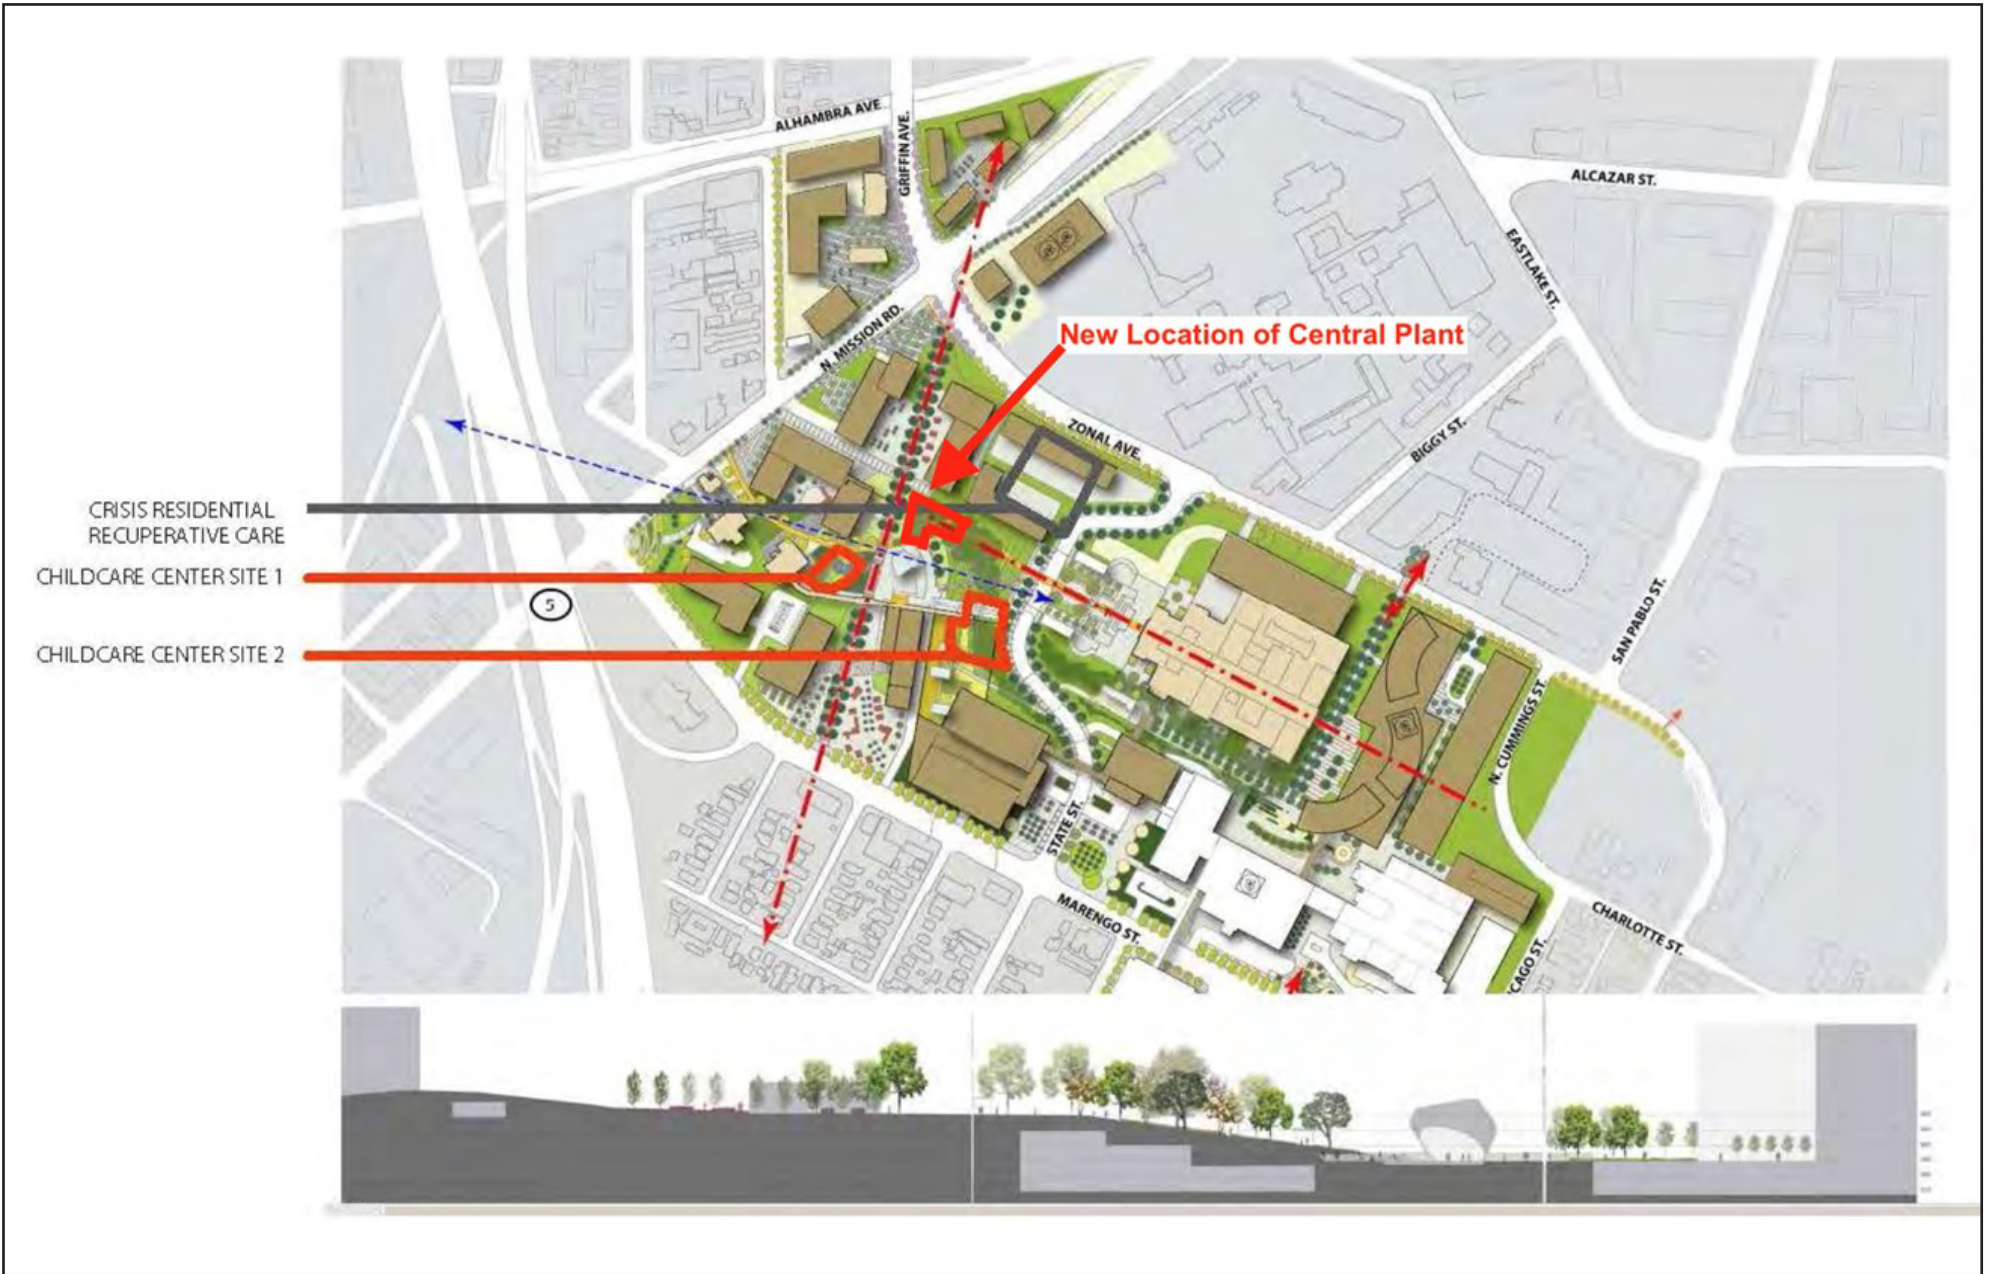 ALHAMBRA AVE
GRIFFIN AVE.
ALCAZAR ST.
EASTLAKE ST.
N. MISSION RD.
New Location of Central Plant
ZONAL AVE.
BIGGY ST.
CRISIS RESIDENTIAL
RECUPERATIVE CARE
CHILDCARE CENTER SITE 1
5
CHILDCARE CENTER SITE 2
SAN PABLO ST.
N. CUMMINGS ST.
STATE ST.
MARENGO ST.
CHARLOTTE ST.